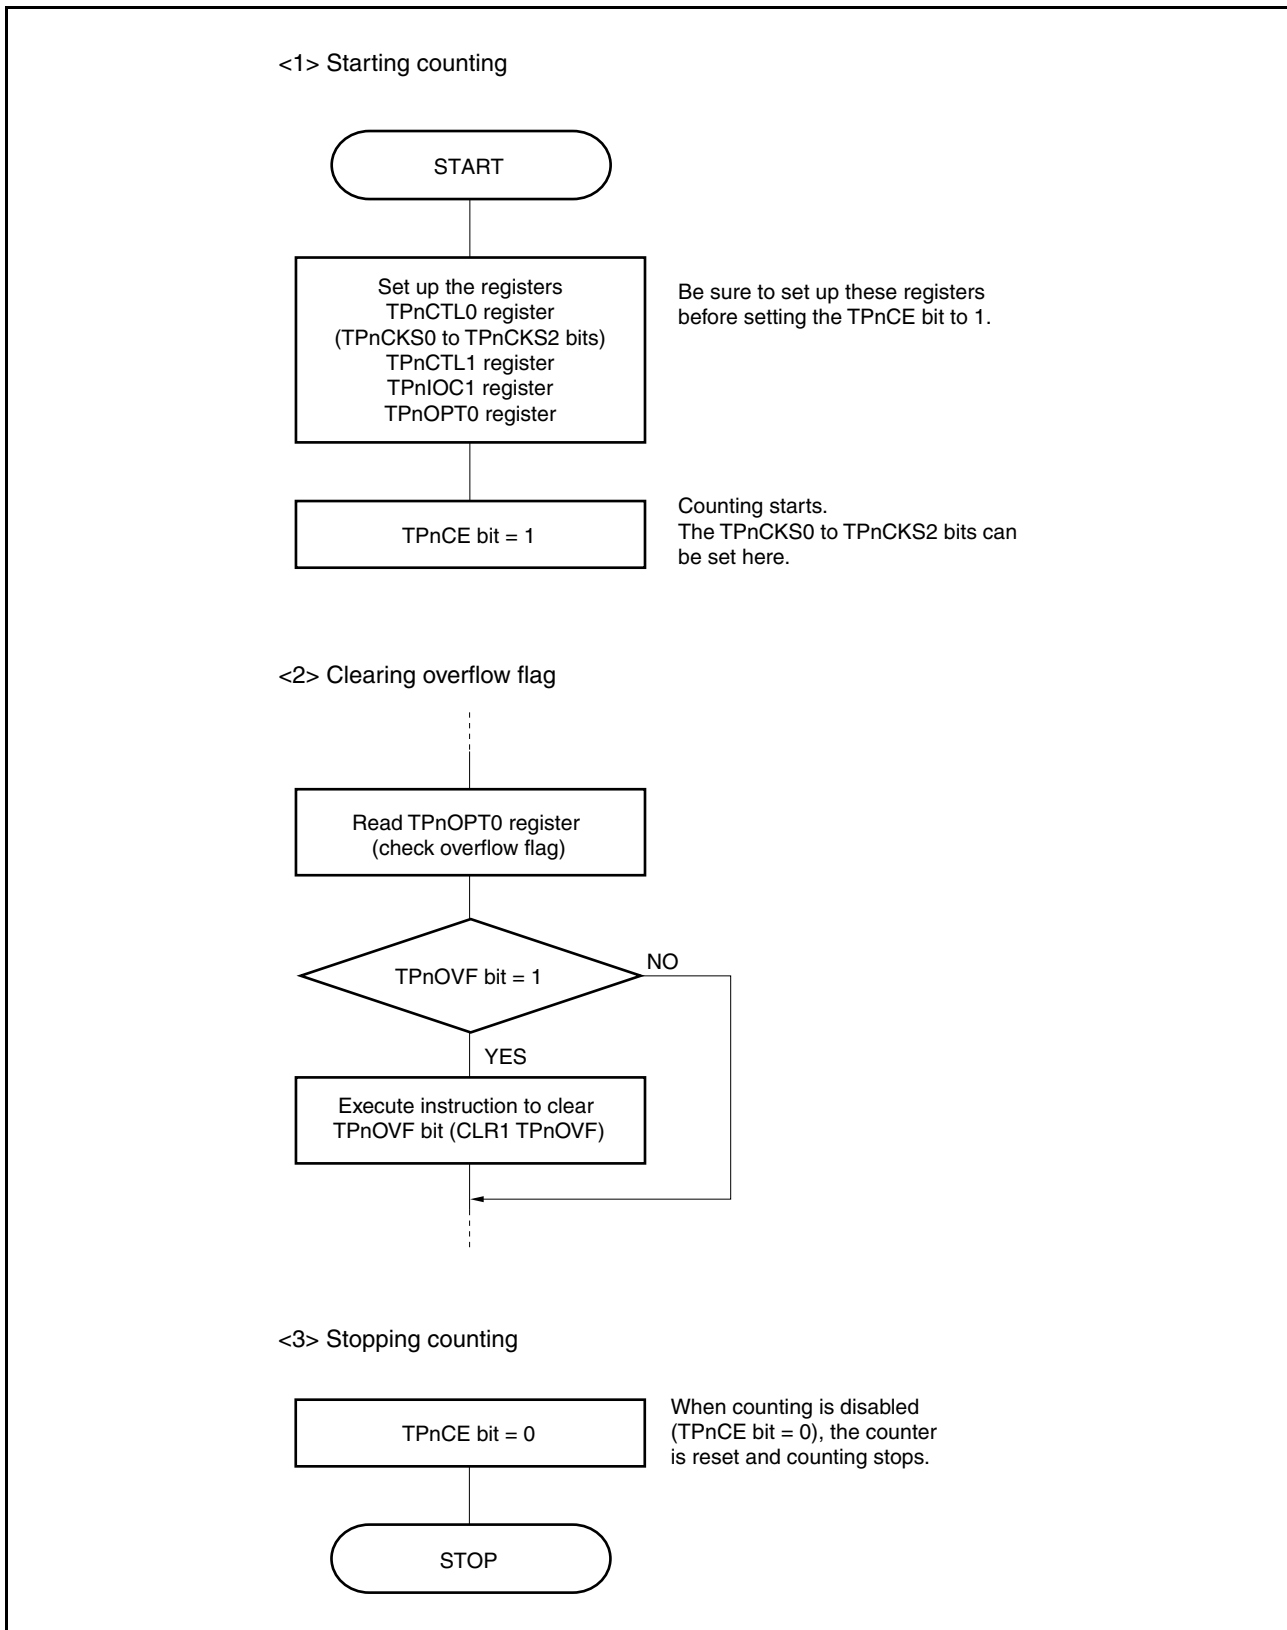 <1> Starting counting
START
Set up the registers
TPnCTL0 register
(TPnCKS0 to TPnCKS2 bits)
TPnCTL1 register
TPnIOC1 register
TPnOPT0 register
Be sure to set up these registers
before setting the TPnCE bit to 1.
TPnCE bit = 1
Counting starts.
The TPnCKS0 to TPnCKS2 bits can
be set here.
<2> Clearing overflow flag
Read TPnOPT0 register
(check overflow flag)
TPnOVF bit = 1
NO
YES
Execute instruction to clear
TPnOVF bit (CLR1 TPnOVF)
<3> Stopping counting
TPnCE bit = 0
When counting is disabled
(TPnCE bit = 0), the counter
is reset and counting stops.
STOP